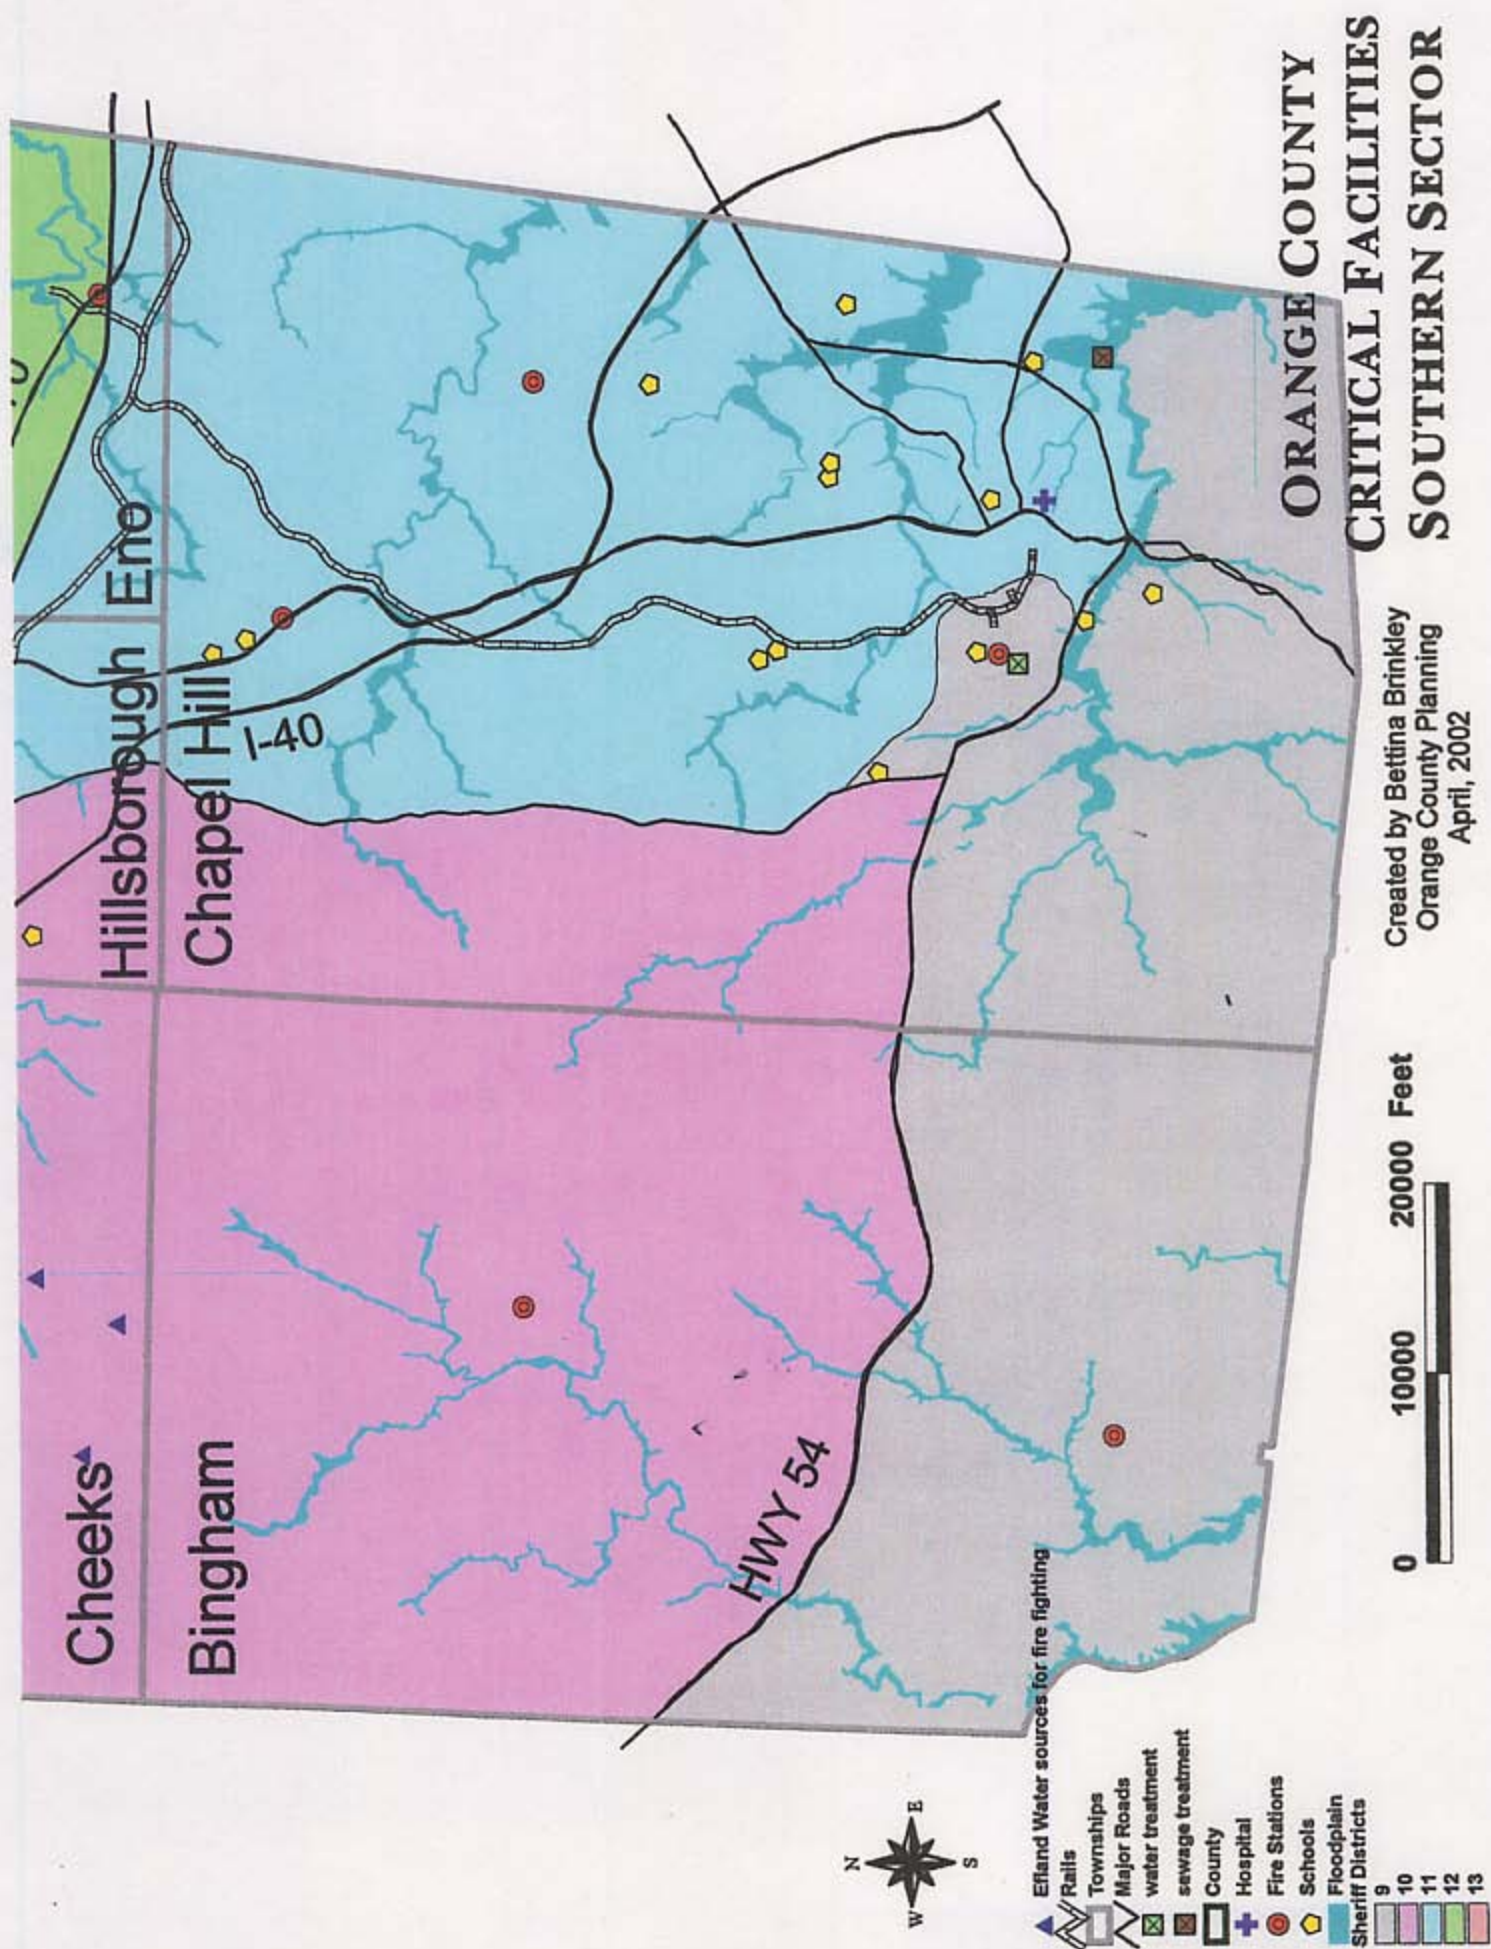 ORANGE COUNTY
CRITICAL FACILITIES
SOUTHERN SECTOR
Created by Bettina Brinkley
Orange County Planning
April, 2002
Cheeks
Hillsborough
Eno
Bingham
Chapel Hill
I-40
HWY 54
N
W
E
S
0 10000 20000 Feet
Efland Water sources for fire fighting
Rails
Townships
Major Roads
water treatment
sewage treatment
County
Hospital
Fire Stations
Schools
Floodplain
Sheriff Districts
9
10
11
12
13